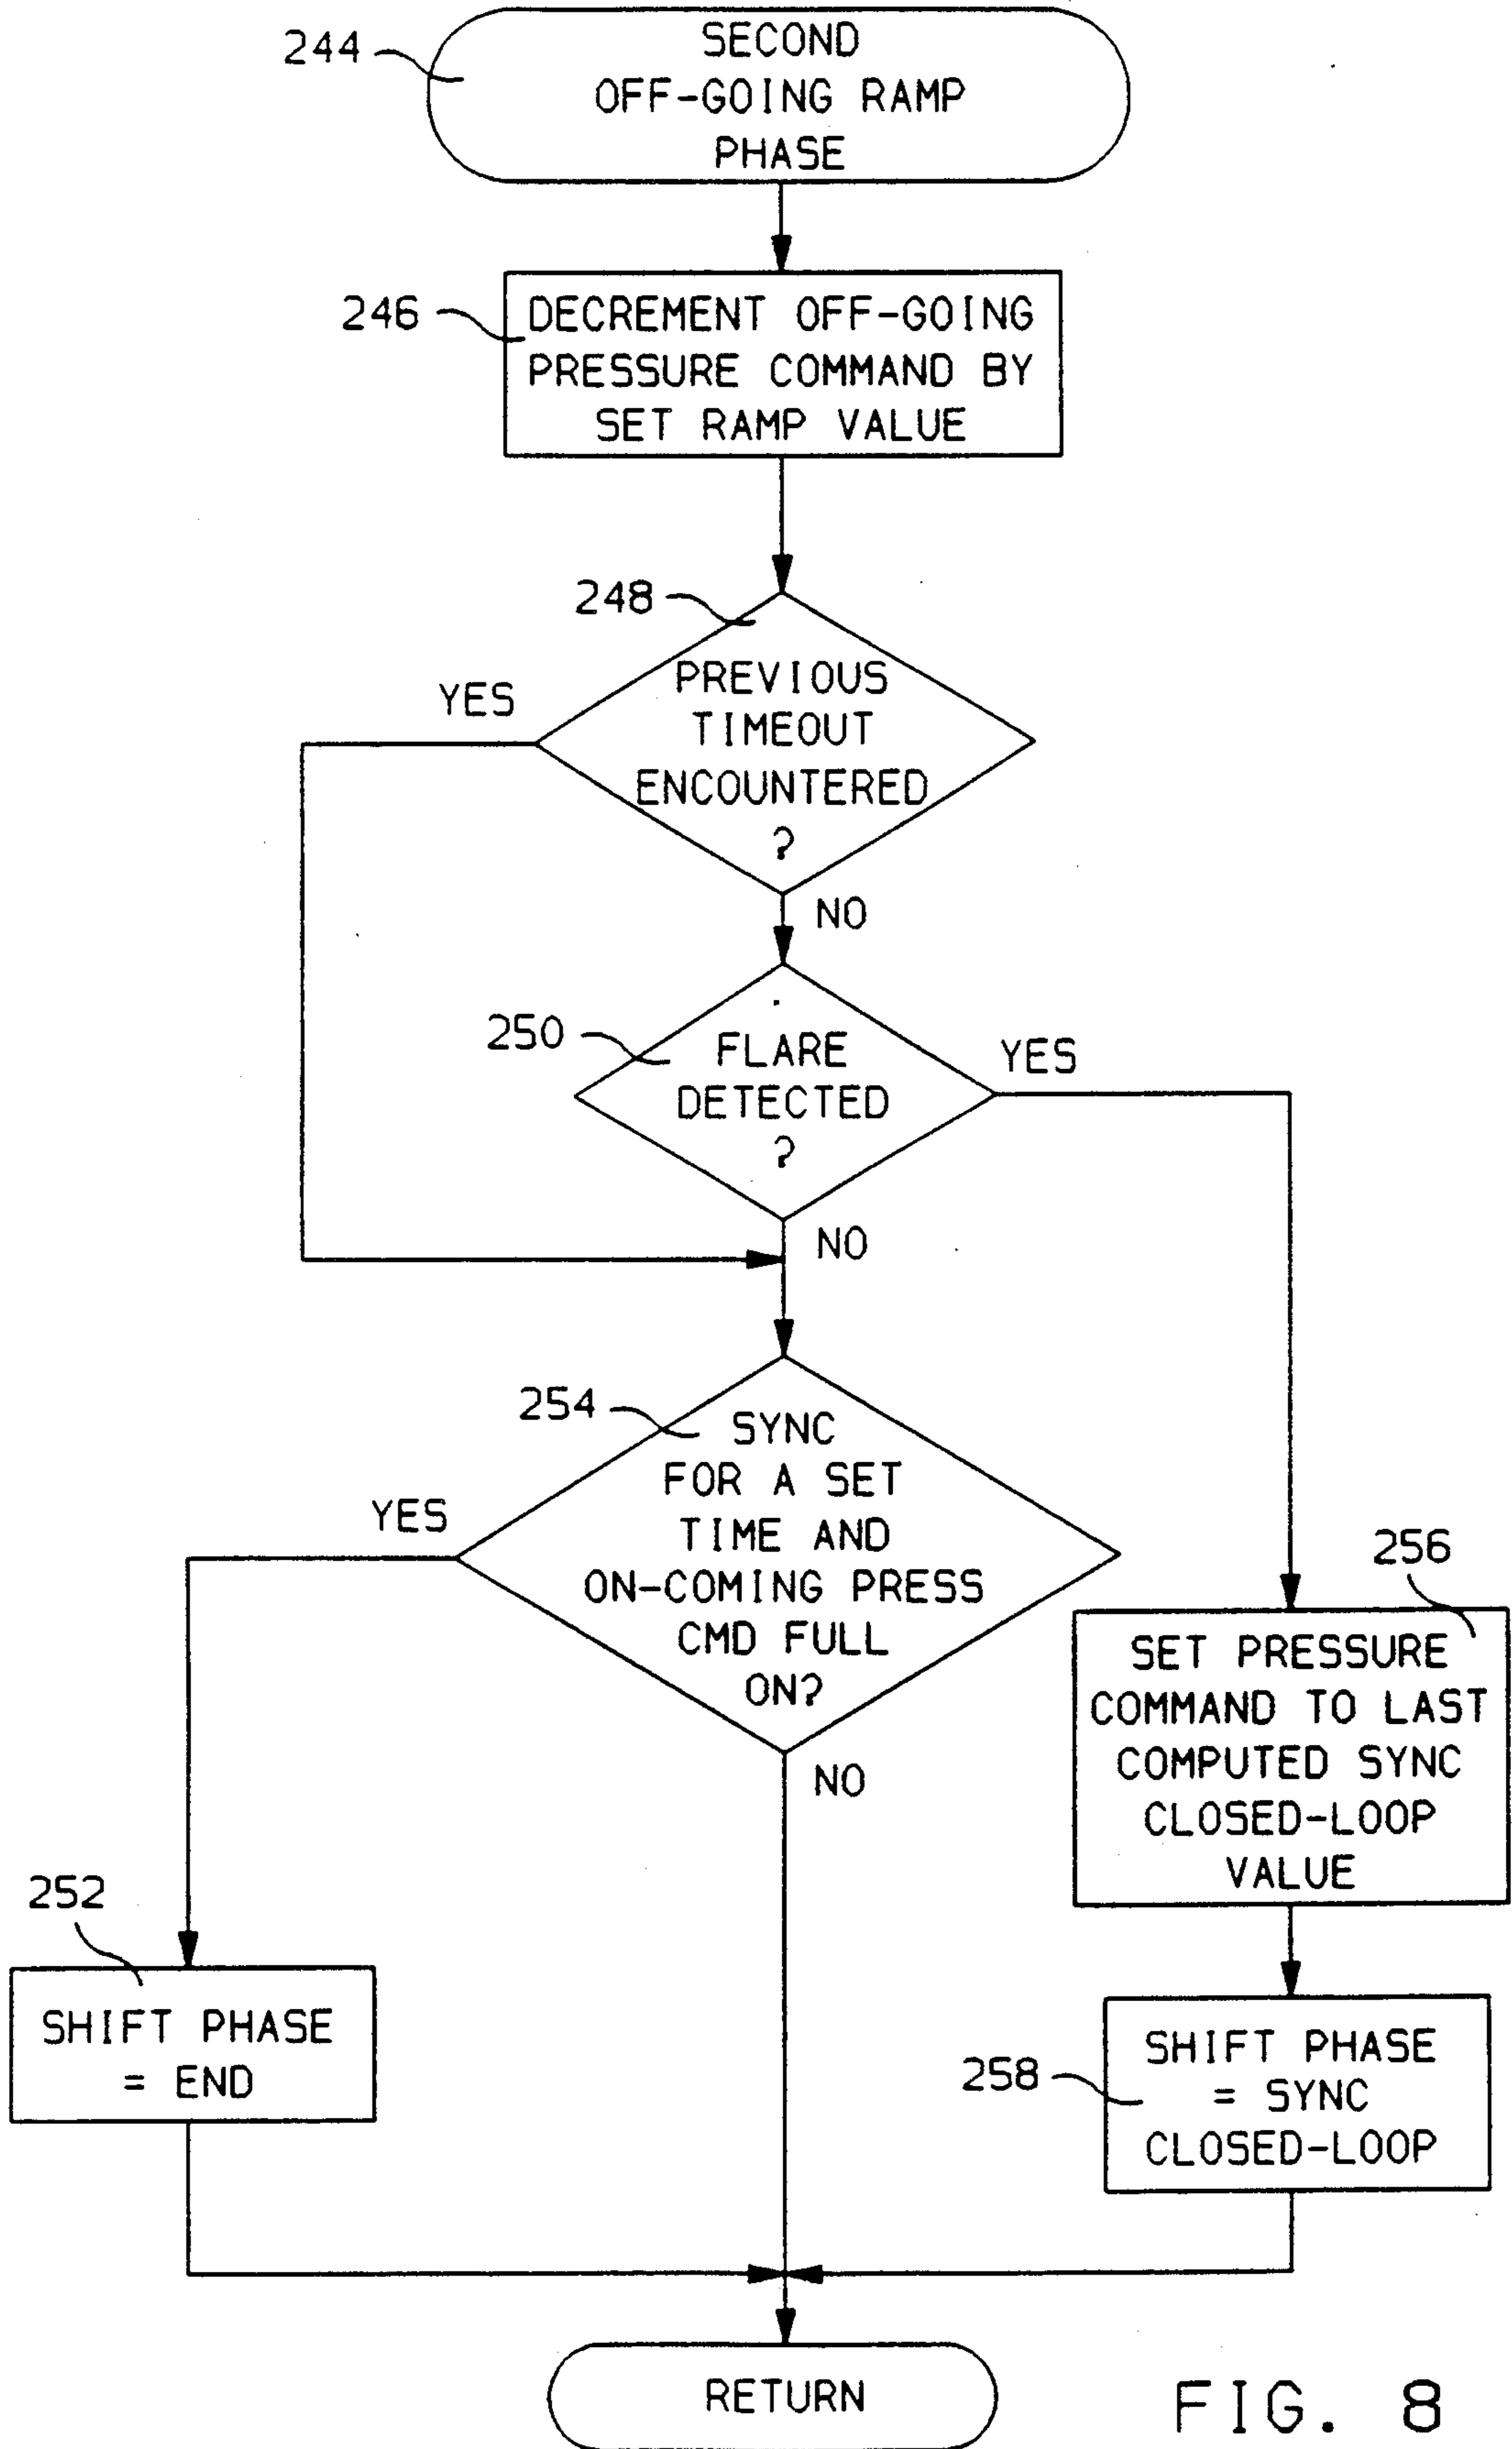 244
SECOND
OFF-GOING RAMP
PHASE
246
DECREMENT OFF-GOING
PRESSURE COMMAND BY
SET RAMP VALUE
248
PREVIOUS
TIMEOUT
ENCOUNTERED
?
YES
NO
250
FLARE
DETECTED
?
YES
NO
254
SYNC
FOR A SET
TIME AND
ON-COMING PRESS
CMD FULL
ON?
YES
NO
256
SET PRESSURE
COMMAND TO LAST
COMPUTED SYNC
CLOSED-LOOP
VALUE
252
SHIFT PHASE
= END
258
SHIFT PHASE
= SYNC
CLOSED-LOOP
RETURN
FIG. 8